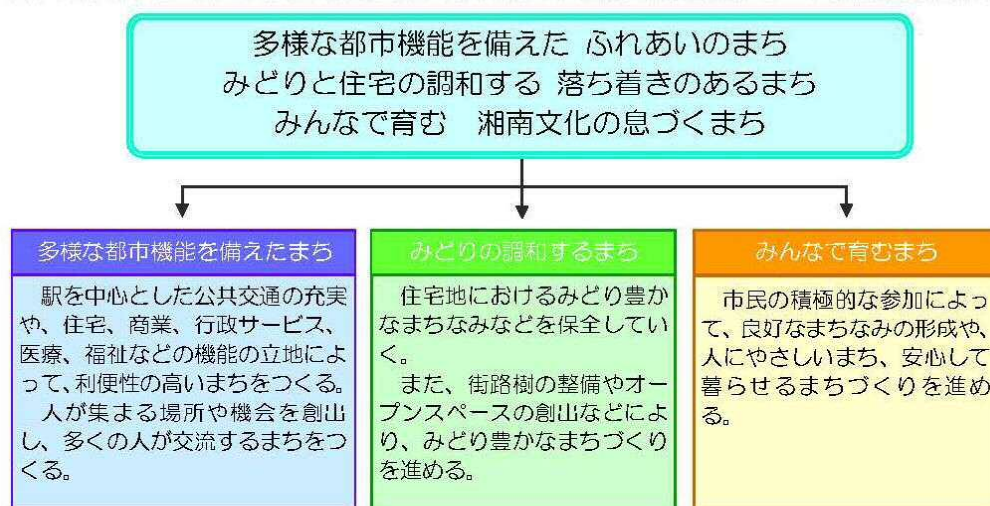 多様な都市機能を備えた ふれあいのまち
みどりと住宅の調和する 落ち着きのあるまち
みんなで育む 湘南文化の息づくまち
多様な都市機能を備えたまち
駅を中心とした公共交通の充実
や、住宅、商業、行政サービス、
医療、福祉などの機能の立地によ
って、利便性の高いまちをつくる。
人が集まる場所や機会を創出
し、多くの人が交流するまちをつ
くる。
みどりの調和するまち
住宅地におけるみどり豊か
なまちなみなどを保全してい
く。
また、街路樹の整備やオー
プンスペースの創出などによ
り、みどり豊かなまちづくり
を進める。
みんなで育むまち
市民の積極的な参加によっ
て、良好なまちなみの形成や、
人にやさしいまち、安心して
暮らせるまちづくりを進め
る。